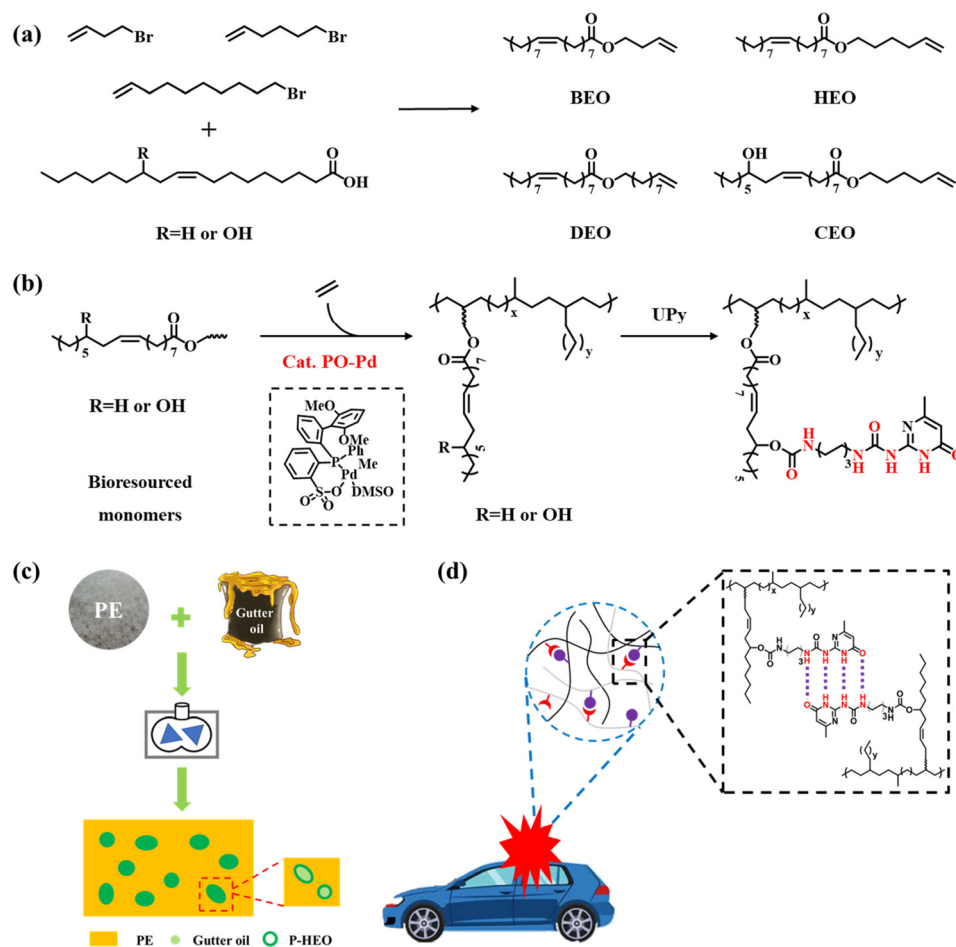 (a)
Br
Br
Br
+
R
O
OH
R=H or OH
7
7
O
O
BEO
7
7
O
O
HEO
7
7
O
O
7
DEO
OH
5
7
O
O
CEO
(b)
R
5
7
O
O
R=H or OH
Bioresourced
monomers
Cat. PO-Pd
MeO
OMe
Ph
P
Me
Pd
S
O
O
O
DMSO
x
y
O
O
7
R
5
R=H or OH
UPy
x
y
O
O
7
5
O
O
H
N
3
N
H
O
N
H
N
N
H
O
(c)
PE
+
Gutter
oil
PE
Gutter oil
P-HEO
(d)
x
y
O
O
H
N
3
N
H
O
N
H
N
N
H
O
O
H
N
N
H
N
O
H
N
3
N
H
O
O
y
x